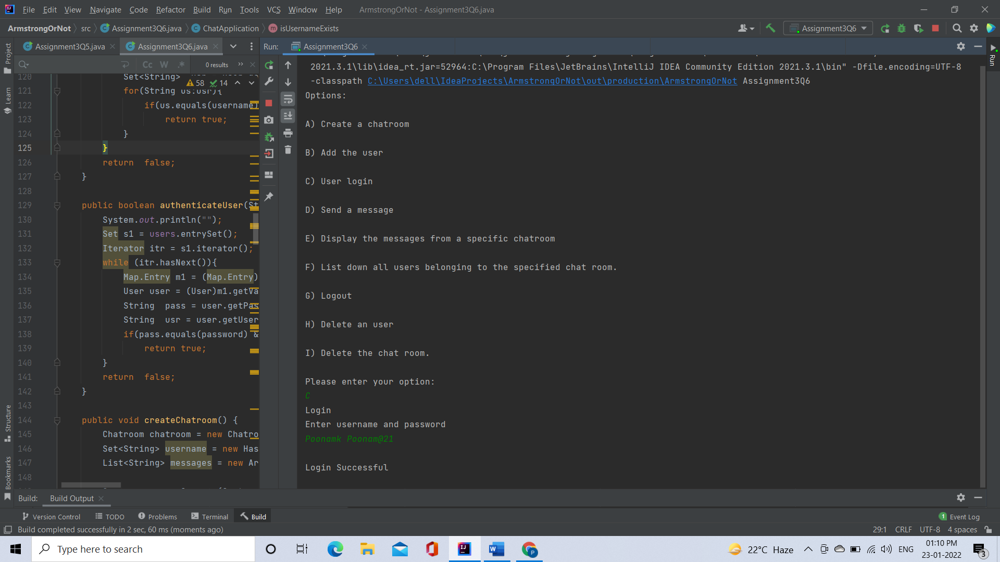 File Edit View Navigate Code Refactor Build Run Tools VCS Window Help ArmstrongOrNot - Assignment3Q6.java
ArmstrongOrNot src Assignment3Q6.java ChatApplication isUsernameExists Assignment3Q6
Assignment3Q5.java Assignment3Q6.java Run: Assignment3Q6
Cc W .* 0 results
58 14
Project
Learn
Structure
Bookmarks
Run
120 Set<String>
121 for(String us:usr){
122 if(us.equals(username)
123 return true;
124 }
125 }
126 return false;
127 }
128
129 public boolean authenticateUser(St
130 System.out.println("");
131 Set s1 = users.entrySet();
132 Iterator itr = s1.iterator();
133 while (itr.hasNext()){
134 Map.Entry m1 = (Map.Entry)
135 User user = (User)m1.getVa
136 String pass = user.getPas
137 String usr = user.getUser
138 if(pass.equals(password) &
139 return true;
140 }
141 return false;
142 }
143
144 public void createChatroom() {
145 Chatroom chatroom = new Chatro
146 Set<String> username = new Has
147 List<String> messages = new Ar
148
2021.3.1\lib\idea_rt.jar=52964:C:\Program Files\JetBrains\IntelliJ IDEA Community Edition 2021.3.1\bin" -Dfile.encoding=UTF-8
-classpath C:\Users\dell\IdeaProjects\ArmstrongOrNot\out\production\ArmstrongOrNot Assignment3Q6
Options:
A) Create a chatroom
B) Add the user
C) User login
D) Send a message
E) Display the messages from a specific chatroom
F) List down all users belonging to the specified chat room.
G) Logout
H) Delete an user
I) Delete the chat room.
Please enter your option:
C
Login
Enter username and password
Poonamk Poonam@21
Login Successful
Build: Build Output
Version Control TODO Problems Terminal Build 1 Event Log
Build completed successfully in 2 sec, 60 ms (moments ago) 29:1 CRLF UTF-8 4 spaces
Type here to search 22°C Haze ENG 01:10 PM
23-01-2022 3